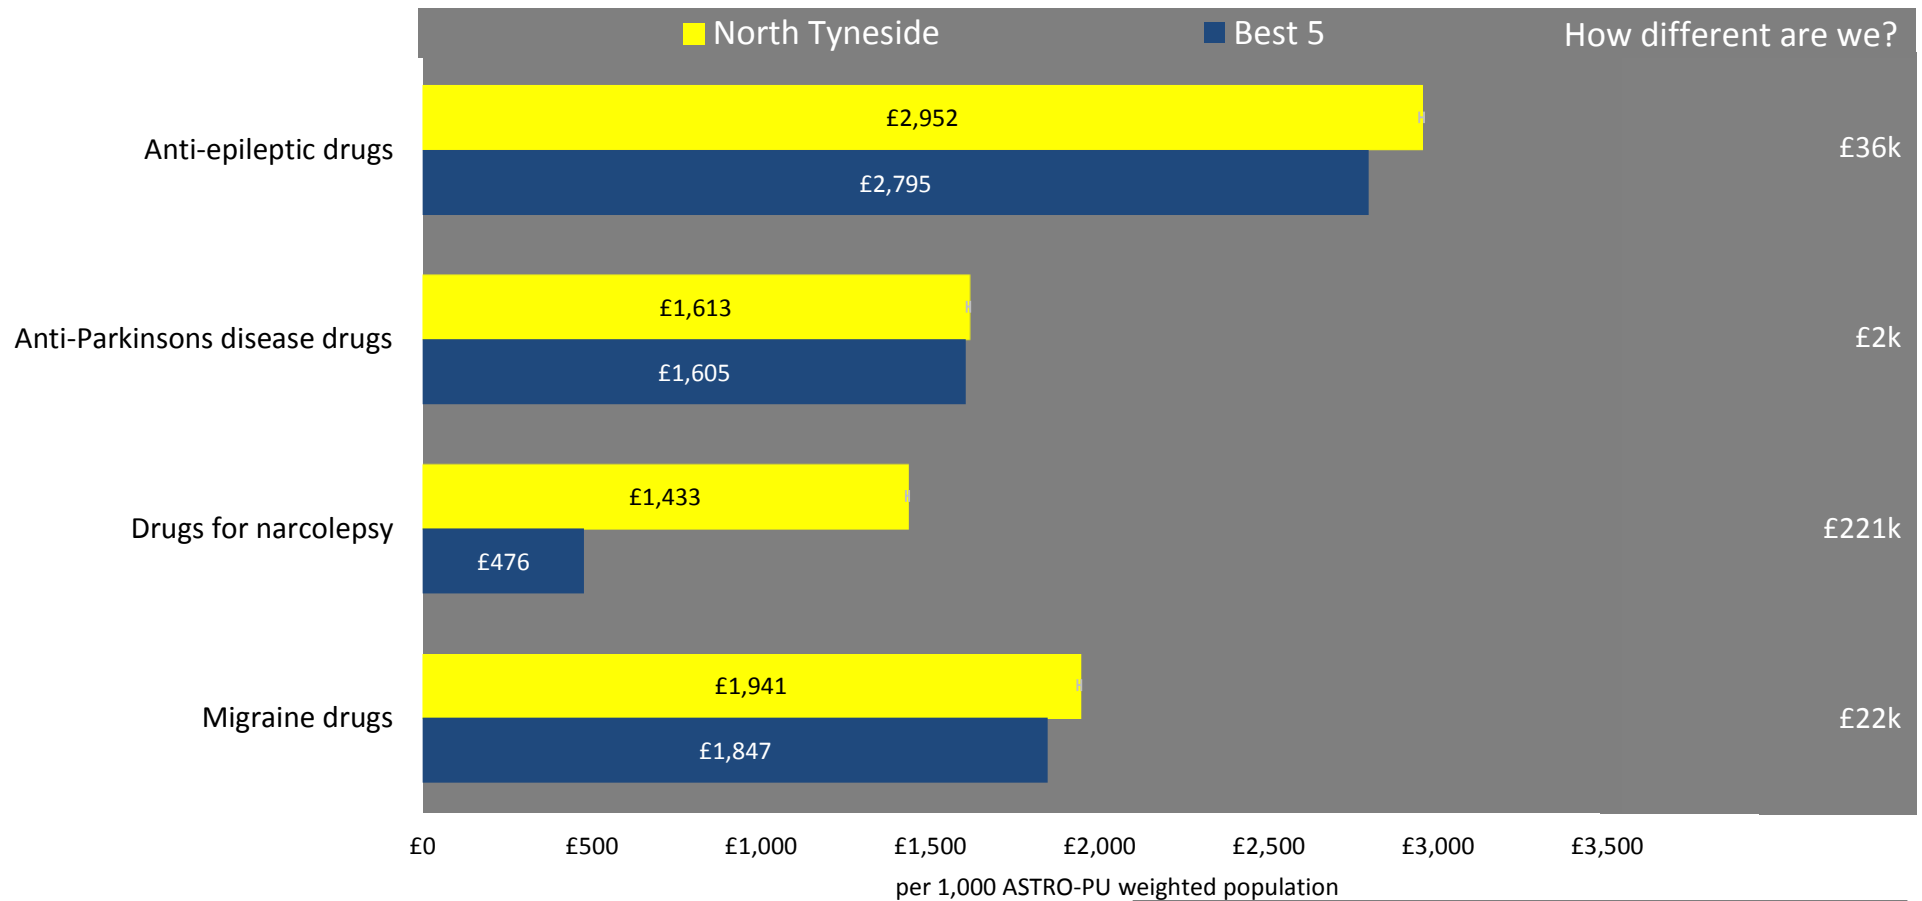 North Tyneside Best 5 How different are we?
Anti-epileptic drugs £2,952 £2,795 £36k
Anti-Parkinsons disease drugs £1,613 £1,605 £2k
Drugs for narcolepsy £1,433 £476 £221k
Migraine drugs £1,941 £1,847 £22k
£0 £500 £1,000 £1,500 £2,000 £2,500 £3,000 £3,500
per 1,000 ASTRO-PU weighted population